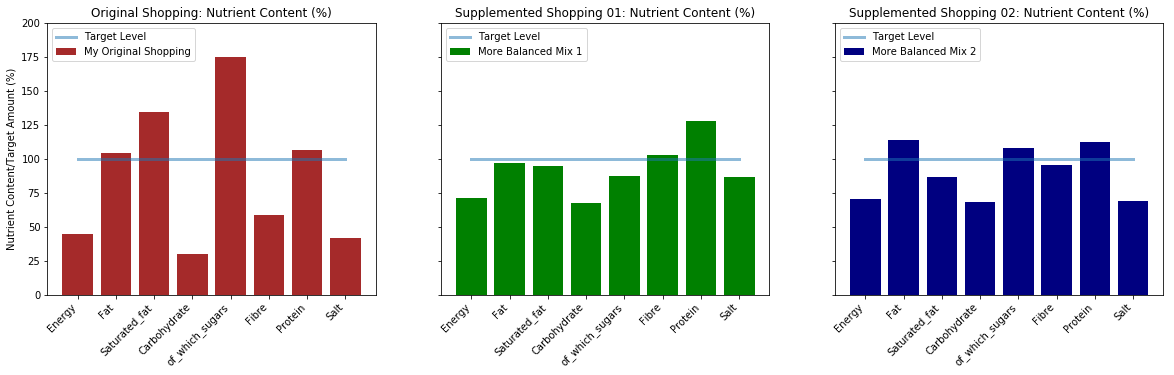 Original Shopping: Nutrient Content (%)
Target Level
My Original Shopping
Nutrient Content/Target Amount (%)
200
175
150
125
100
75
50
25
0
Energy
Fat
Saturated_fat
Carbohydrate
of_which_sugars
Fibre
Protein
Salt
Supplemented Shopping 01: Nutrient Content (%)
Target Level
More Balanced Mix 1
Energy
Fat
Saturated_fat
Carbohydrate
of_which_sugars
Fibre
Protein
Salt
Supplemented Shopping 02: Nutrient Content (%)
Target Level
More Balanced Mix 2
Energy
Fat
Saturated_fat
Carbohydrate
of_which_sugars
Fibre
Protein
Salt